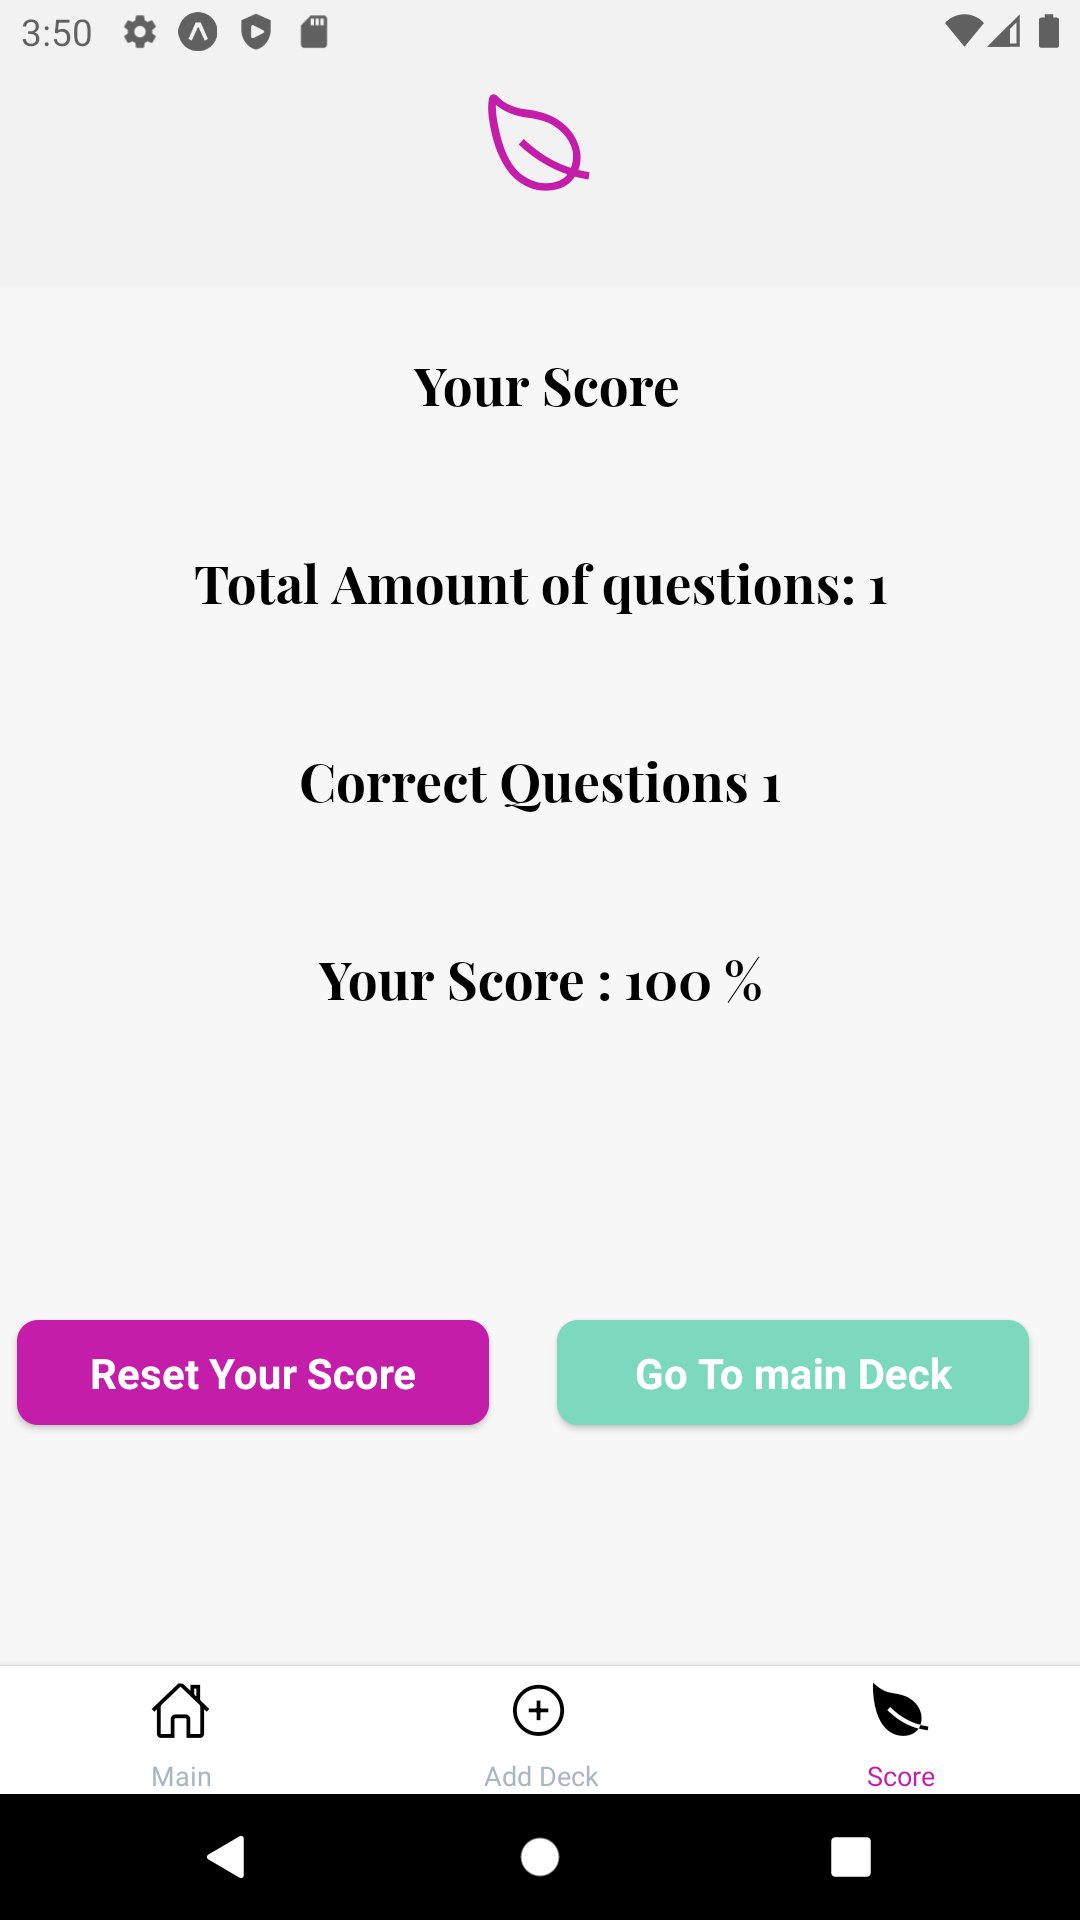 3:50
Your Score
Total Amount of questions: 1
Correct Questions 1
Your Score : 100 %
Reset Your Score
Go To main Deck
Main
Add Deck
Score